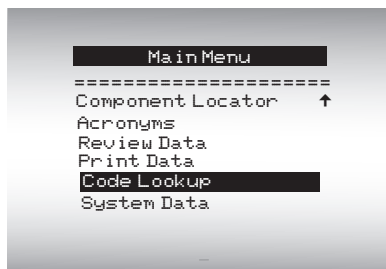 Main Menu
=====================
Component Locator ↑
Acronyms
Review Data
Print Data
Code Lookup
System Data